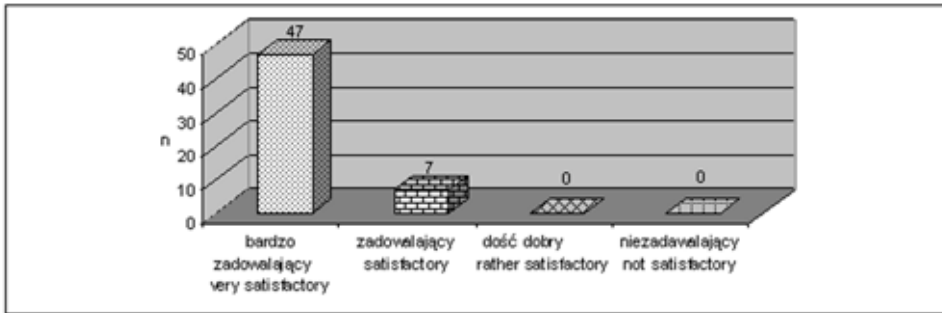 47
50
40
30
n
20
7
10
0
0
0
bardzo zadowalający dość dobry niezadawalający
zadowalający satisfactory rather satisfactory not satisfactory
very satisfactory